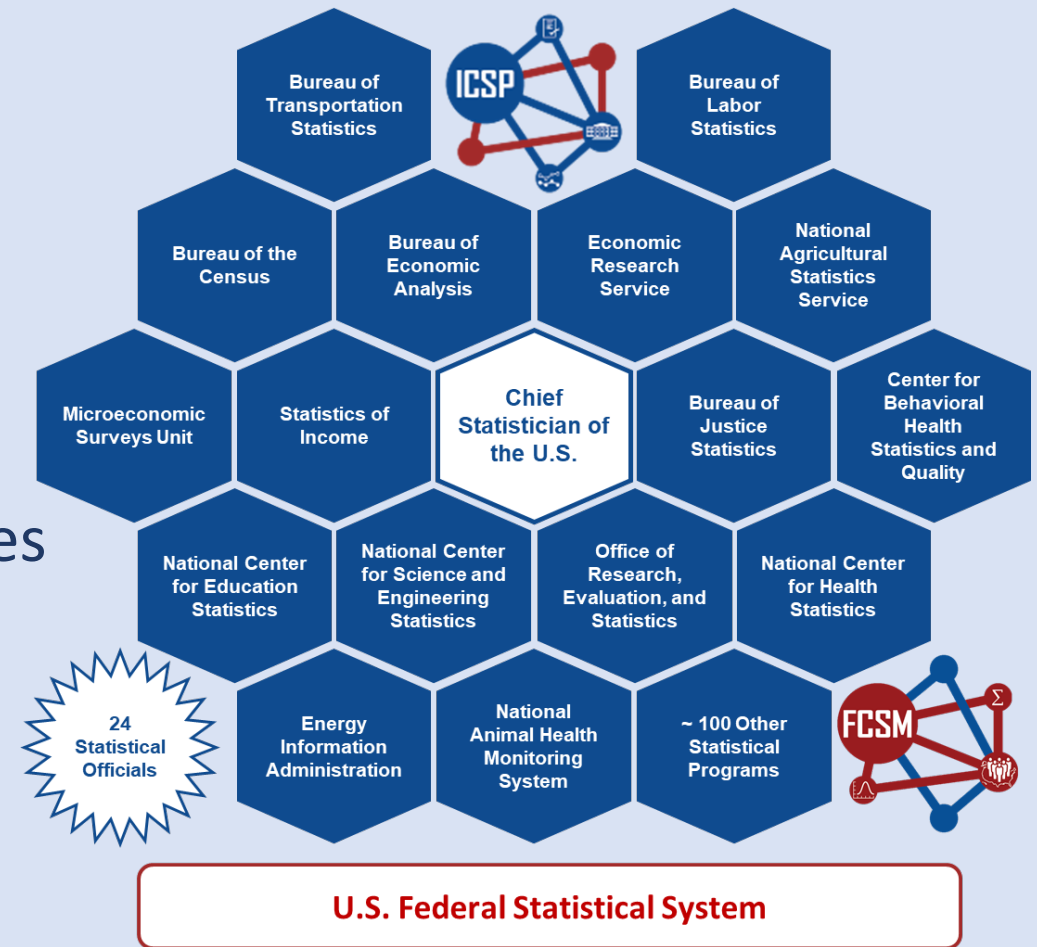 Bureau of
Transportation
Statistics
ICSP
Bureau of
Labor
Statistics
Bureau of the
Census
Bureau of
Economic
Analysis
Economic
Research
Service
National
Agricultural
Statistics
Service
Microeconomic
Surveys Unit
Statistics of
Income
Chief
Statistician of
the U.S.
Bureau of
Justice
Statistics
Center for
Behavioral
Health
Statistics and
Quality
es
National Center
for Education
Statistics
National Center
for Science and
Engineering
Statistics
Office of
Research,
Evaluation, and
Statistics
National Center
for Health
Statistics
24
Statistical
Officials
Energy
Information
Administration
National
Animal Health
Monitoring
System
~ 100 Other
Statistical
Programs
FCSM
Σ
U.S. Federal Statistical System